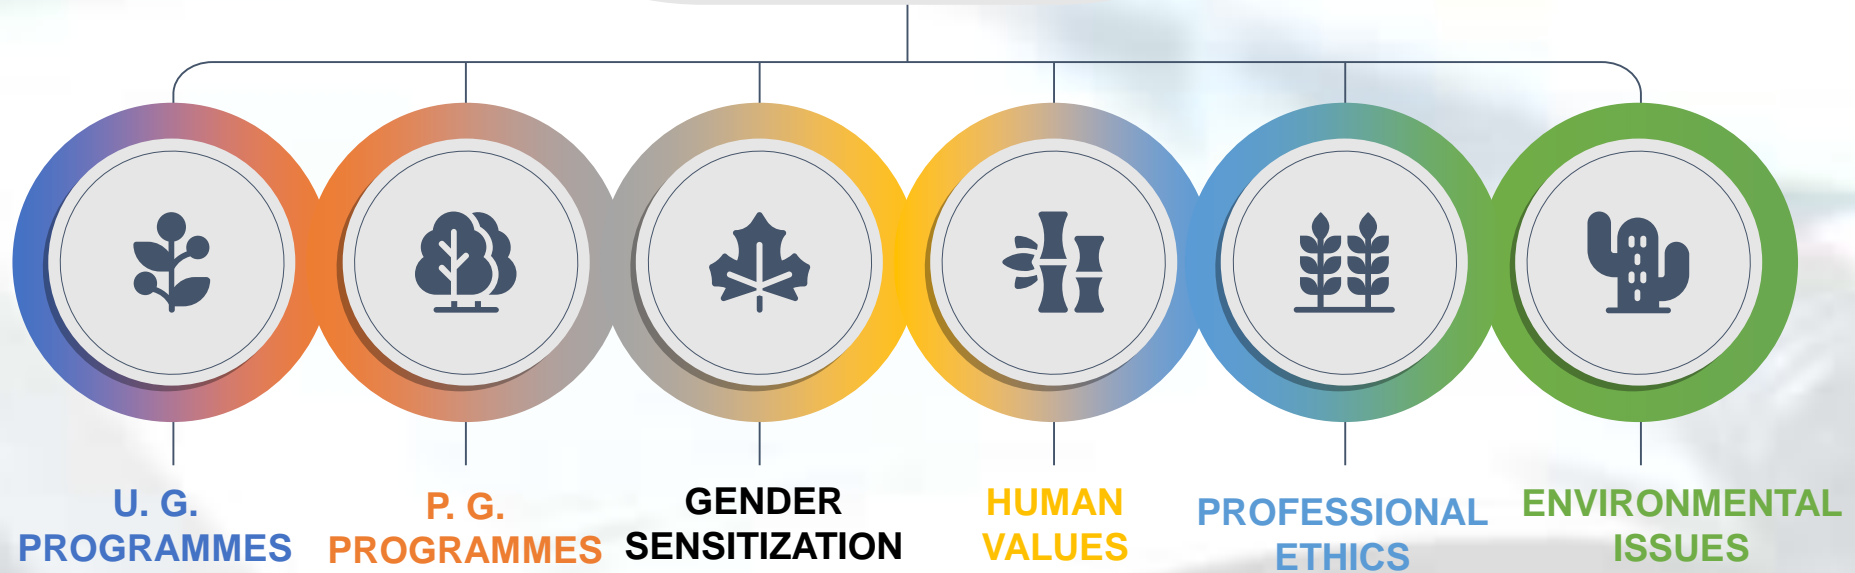 U. G.
PROGRAMMES
P. G.
PROGRAMMES
GENDER
SENSITIZATION
HUMAN
VALUES
PROFESSIONAL
ETHICS
ENVIRONMENTAL
ISSUES